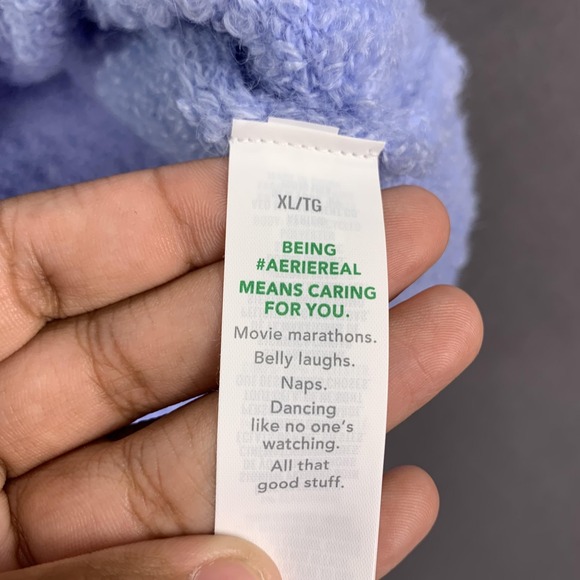 XL/TG
BEING
#AERIEREAL
MEANS CARING
FOR YOU.
Movie marathons.
Belly laughs.
Naps.
Dancing
like no one's
watching.
All that
good stuff.